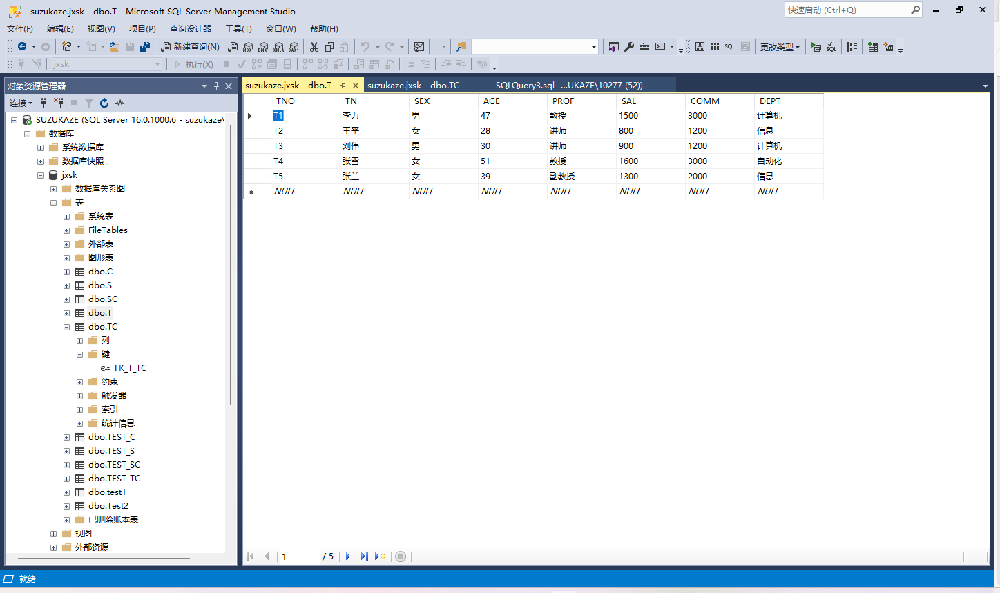 suzukaze.jxsk - dbo.T - Microsoft SQL Server Management Studio
快速启动 (Ctrl+Q)
文件(F) 编辑(E) 视图(V) 项目(P) 查询设计器 工具(T) 窗口(W) 帮助(H)
新建查询(N) MDX DMX XMLA DAX SQL 更改类型 SQL
jxsk 执行(X)
对象资源管理器
连接
SUZUKAZE (SQL Server 16.0.1000.6 - suzukaze\
数据库
系统数据库
数据库快照
jxsk
数据库关系图
表
系统表
FileTables
外部表
图形表
dbo.C
dbo.S
dbo.SC
dbo.T
dbo.TC
列
键
FK_T_TC
约束
触发器
索引
统计信息
dbo.TEST_C
dbo.TEST_S
dbo.TEST_SC
dbo.TEST_TC
dbo.test1
dbo.Test2
已删除账本表
视图
外部资源
suzukaze.jxsk - dbo.T suzukaze.jxsk - dbo.TC SQLQuery3.sql -...UKAZE\10277 (52))
TNO TN SEX AGE PROF SAL COMM DEPT
T1 李力 男 47 教授 1500 3000 计算机
T2 王平 女 28 讲师 800 1200 信息
T3 刘伟 男 30 讲师 900 1200 计算机
T4 张雪 女 51 教授 1600 3000 自动化
T5 张兰 女 39 副教授 1300 2000 信息
NULL NULL NULL NULL NULL NULL NULL NULL
1 / 5
就绪